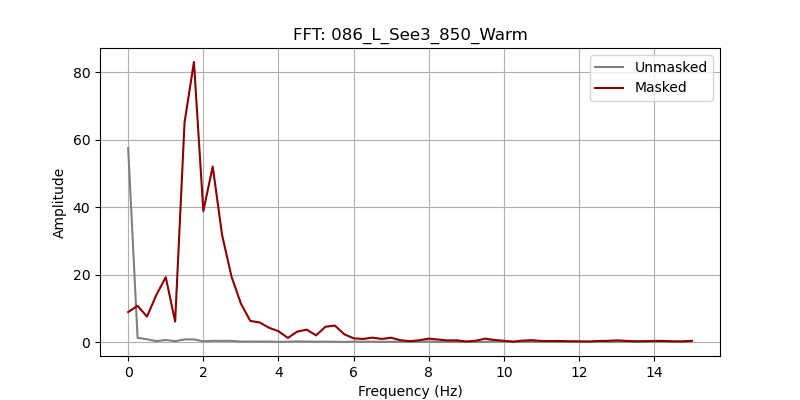 FFT: 086_L_See3_850_Warm
Unmasked
Masked
Amplitude
80
60
40
20
0
0 2 4 6 8 10 12 14
Frequency (Hz)